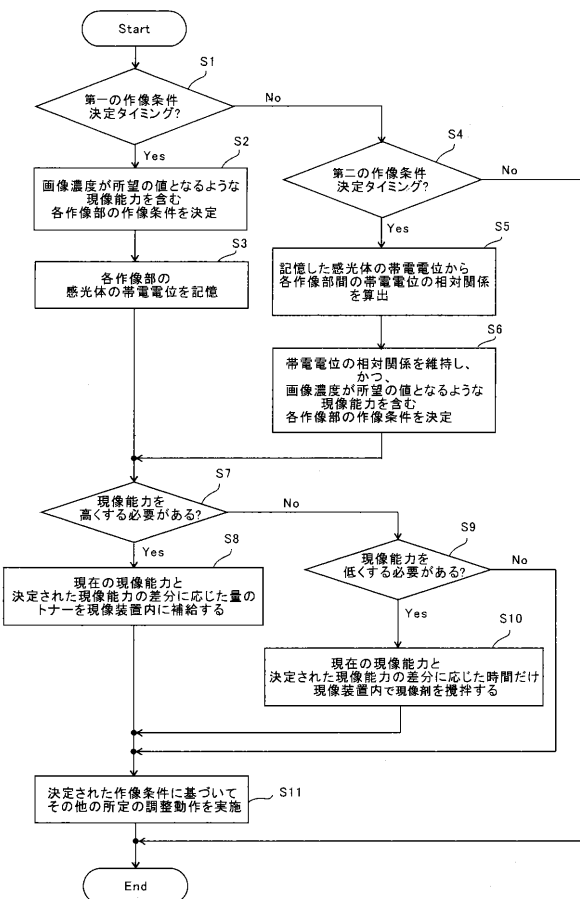 Start
S1
第一の作像条件
決定タイミング?
No
Yes
S2
画像濃度が所望の値となるような
現像能力を含む
各作像部の作像条件を決定
S3
各作像部の
感光体の帯電電位を記憶
S4
第二の作像条件
決定タイミング?
No
Yes
S5
記憶した感光体の帯電電位から
各作像部間の帯電電位の相対関係
を算出
S6
帯電電位の相対関係を維持し、
かつ、
画像濃度が所望の値となるような
現像能力を含む
各作像部の作像条件を決定
S7
現像能力を
高くする必要がある?
No
Yes
S8
現在の現像能力と
決定された現像能力の差分に応じた量の
トナーを現像装置内に補給する
S9
現像能力を
低くする必要がある?
No
Yes
S10
現在の現像能力と
決定された現像能力の差分に応じた時間だけ
現像装置内で現像剤を攪拌する
S11
決定された作像条件に基づいて
その他の所定の調整動作を実施
End